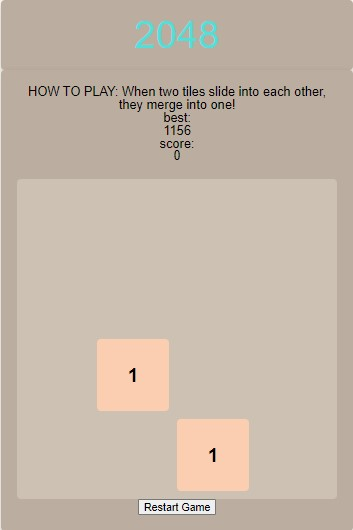 2048
HOW TO PLAY: When two tiles slide into each other,
they merge into one!
best:
1156
score:
0
1
1
Restart Game